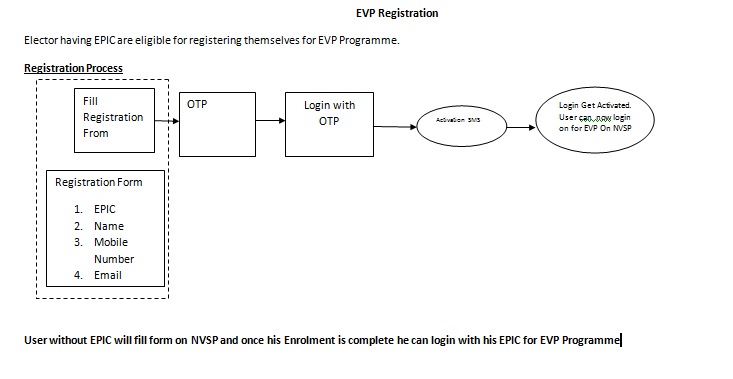 EVP Registration
Elector having EPIC are eligible for registering themselves for EVP Programme.
Registration Process
Fill
Registration
From
OTP
Login with
OTP
Activation SMS
Login Get Activated.
User can now login
on for EVP On NVSP
Registration Form
1. EPIC
2. Name
3. Mobile
Number
4. Email
User without EPIC will fill form on NVSP and once his Enrolment is complete he can login with his EPIC for EVP Programme